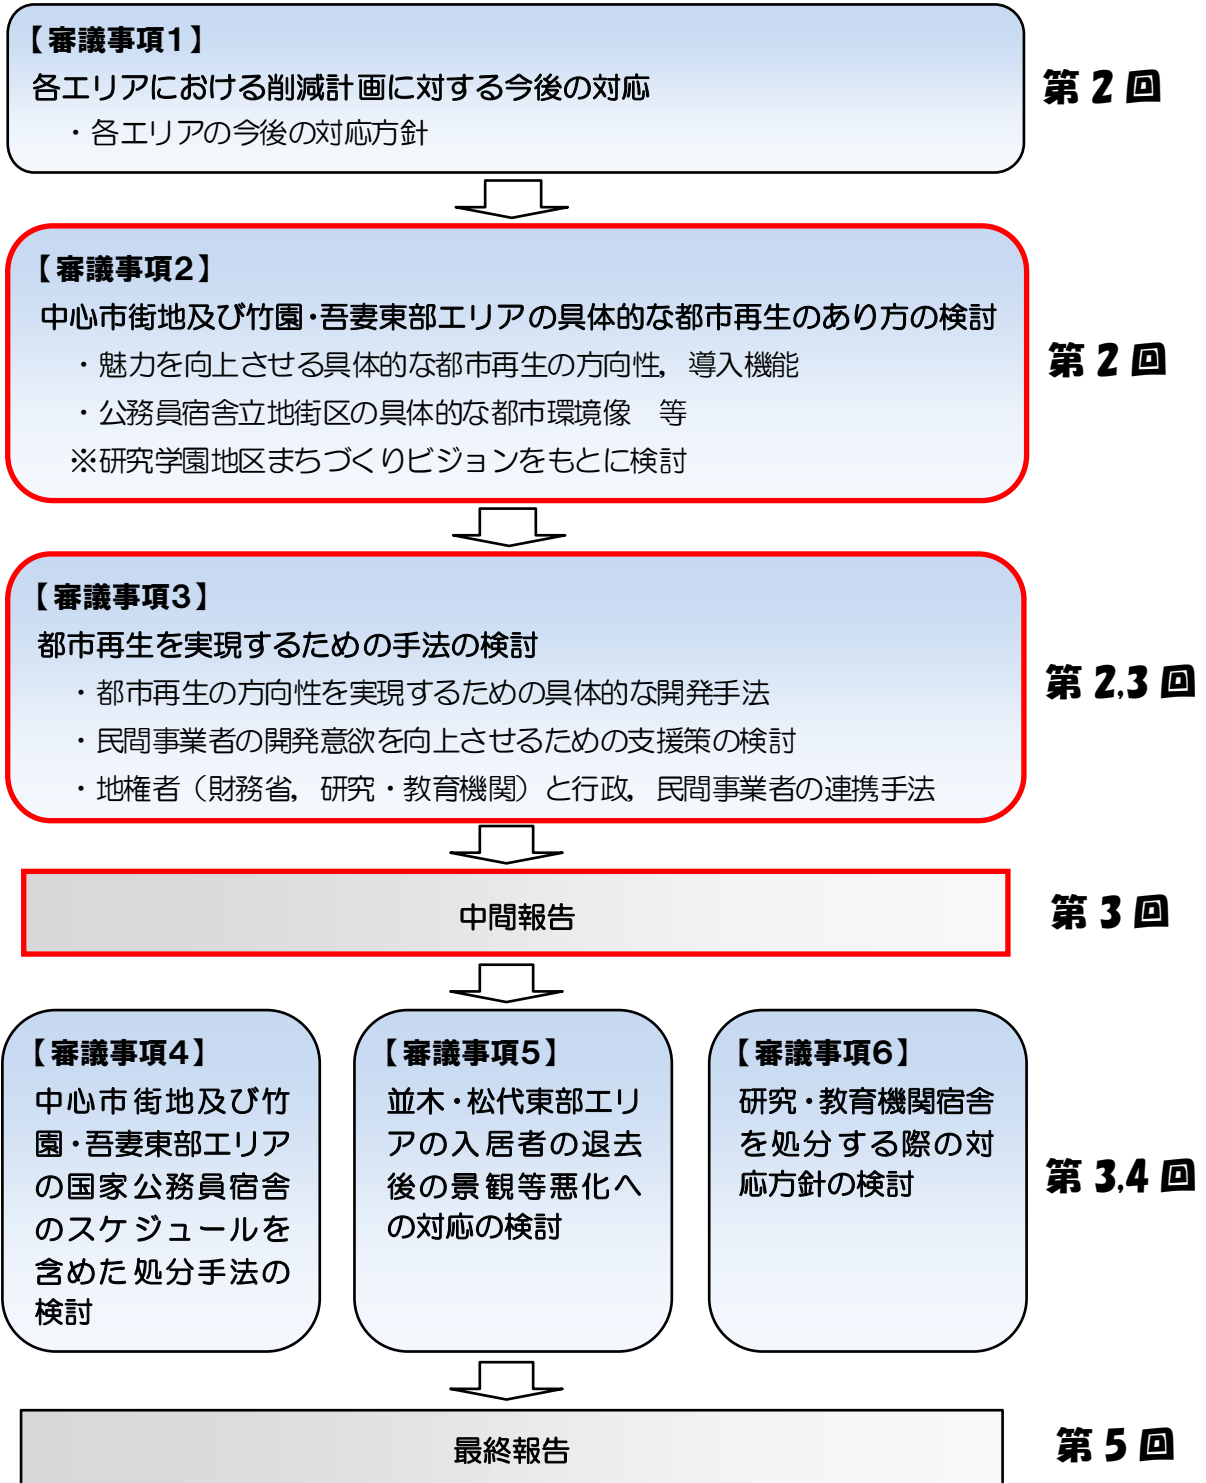 【審議事項1】
各エリアにおける削減計画に対する今後の対応
・各エリアの今後の対応方針
第2回
【審議事項2】
中心市街地及び竹園・吾妻東部エリアの具体的な都市再生のあり方の検討
・魅力を向上させる具体的な都市再生の方向性，導入機能
・公務員宿舎立地街区の具体的な都市環境像　等
※研究学園地区まちづくりビジョンをもとに検討
第2回
【審議事項3】
都市再生を実現するための手法の検討
・都市再生の方向性を実現するための具体的な開発手法
・民間事業者の開発意欲を向上させるための支援策の検討
・地権者（財務省，研究・教育機関）と行政，民間事業者の連携手法
第2,3回
中間報告
第3回
【審議事項4】
中心市街地及び竹
園・吾妻東部エリア
の国家公務員宿舎
のスケジュールを
含めた処分手法の
検討
【審議事項5】
並木・松代東部エリ
アの入居者の退去
後の景観等悪化へ
の対応の検討
【審議事項6】
研究・教育機関宿舎
を処分する際の対
応方針の検討
第3,4回
最終報告
第5回